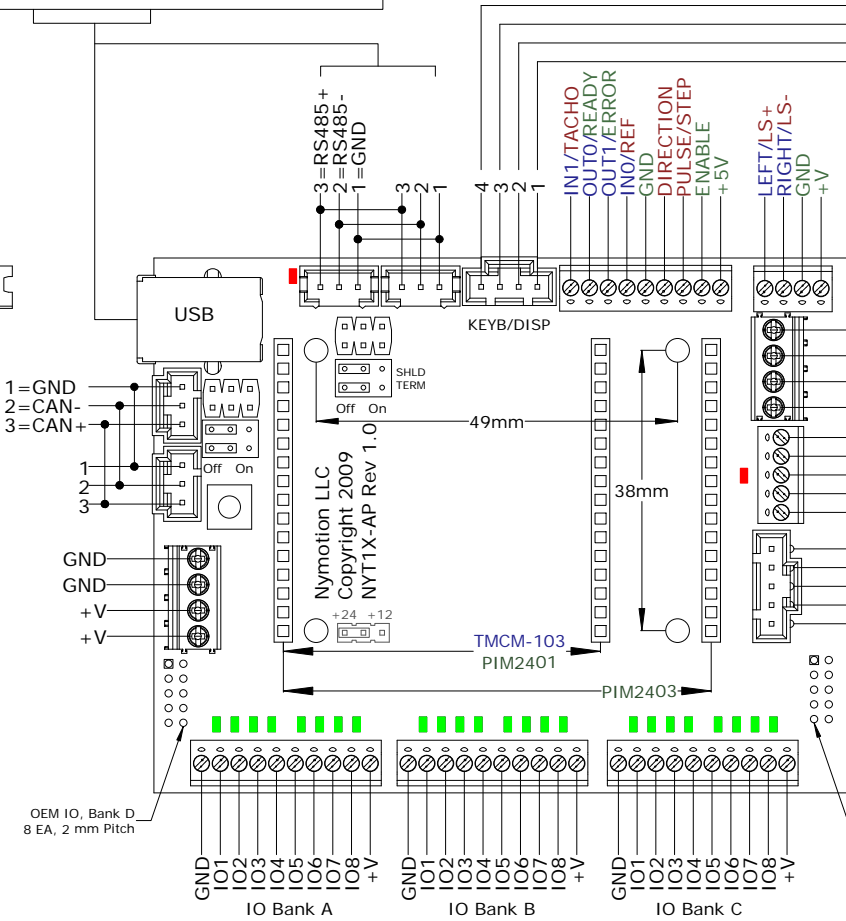 3=RS485+
2=RS485-
1=GND
3
2
1
4
3
2
1
IN1/TACHO
OUT0/READY
OUT1/ERROR
IN0/REF
GND
DIRECTION
PULSE/STEP
ENABLE
+5V
LEFT/LS+
RIGHT/LS-
GND
+V
USB
KEYB/DISP
SHLD
TERM
Off On
1=GND
2=CAN-
3=CAN+
49mm
Off On
1
2
3
38mm
Nymotion LLC
Copyright 2009
NYT1X-AP Rev 1.0
GND
GND
+V
+V
+24 +12
TMCM-103
PIM2401
PIM2403
OEM IO, Bank D
8 EA, 2 mm Pitch
GND
IO1
IO2
IO3
IO4
IO5
IO6
IO7
IO8
+V
IO Bank A
GND
IO1
IO2
IO3
IO4
IO5
IO6
IO7
IO8
+V
IO Bank B
GND
IO1
IO2
IO3
IO4
IO5
IO6
IO7
IO8
+V
IO Bank C